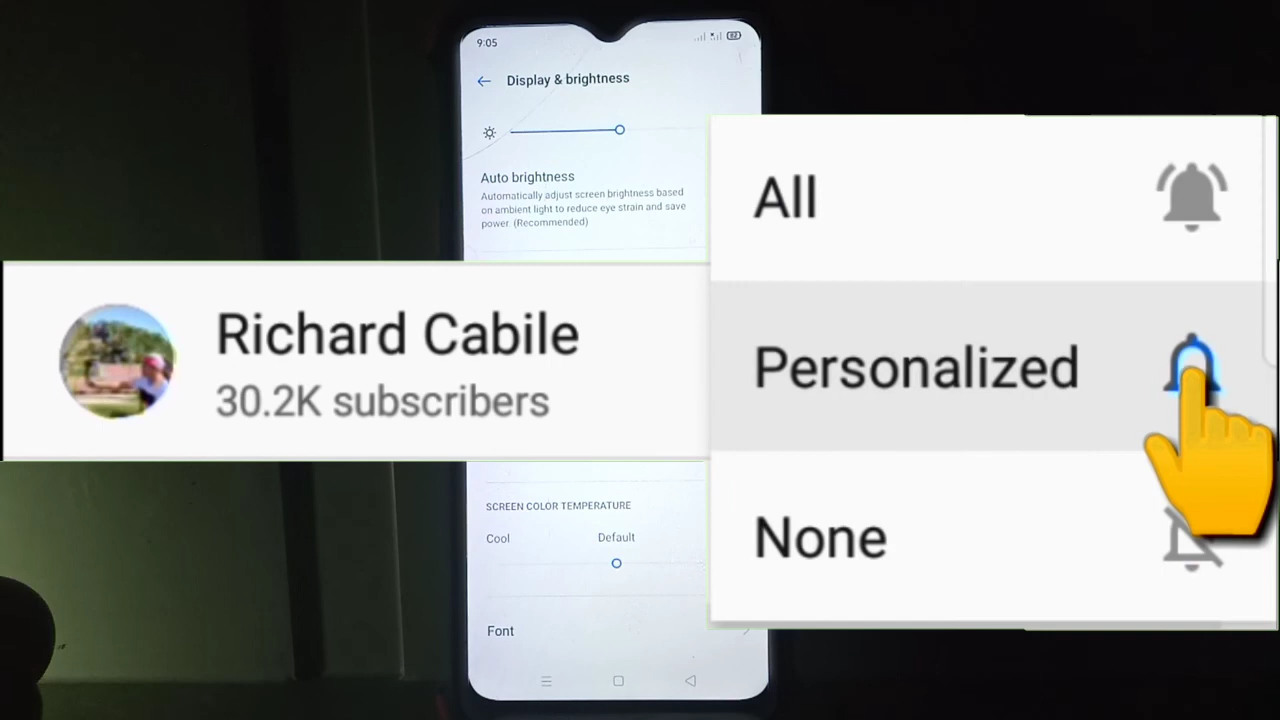 9:05
82
Display & brightness
Auto brightness
Automatically adjust screen brightness based
on ambient light to reduce eye strain and save
power. (Recommended)
All
Richard Cabile
30.2K subscribers
Personalized
None
SCREEN COLOR TEMPERATURE
Cool
Default
Font